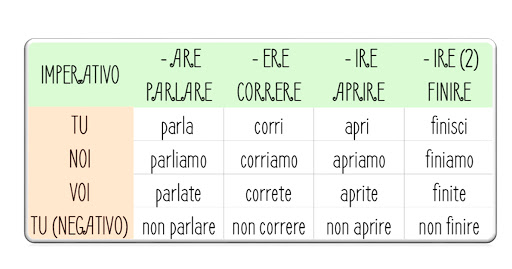 IMPERATIVO - ARE - ERE - IRE - IRE (2)
PARLARE CORRERE APRIRE FINIRE
TU parla corri apri finisci
NOI parliamo corriamo apriamo finiamo
VOI parlate correte aprite finite
TU (NEGATIVO) non parlare non correre non aprire non finire